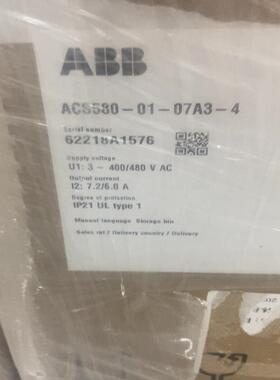 ABB
ACS580-01-07A3-4
Serial number
62218A1576
Supply voltage
U1: 3 ~ 400/480 V AC
Output current
I2: 7.2/6.0 A
Degree of protection
IP21 UL type 1
Manual language Storage bin
Sales rat / Delivery country / Delivery